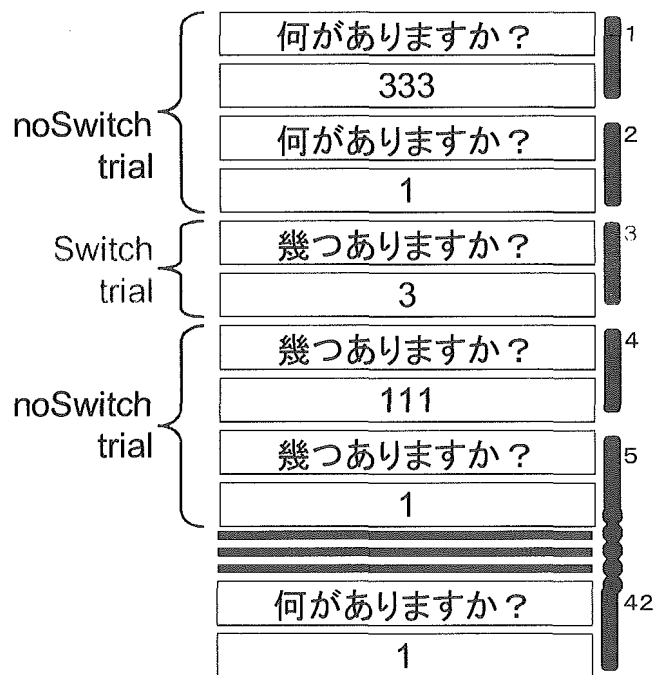 何がありますか？ 1
333
noSwitch
trial
何がありますか？ 2
1
Switch
trial
幾つありますか？ 3
3
noSwitch
trial
幾つありますか？ 4
111
幾つありますか？ 5
1
何がありますか？ 42
1